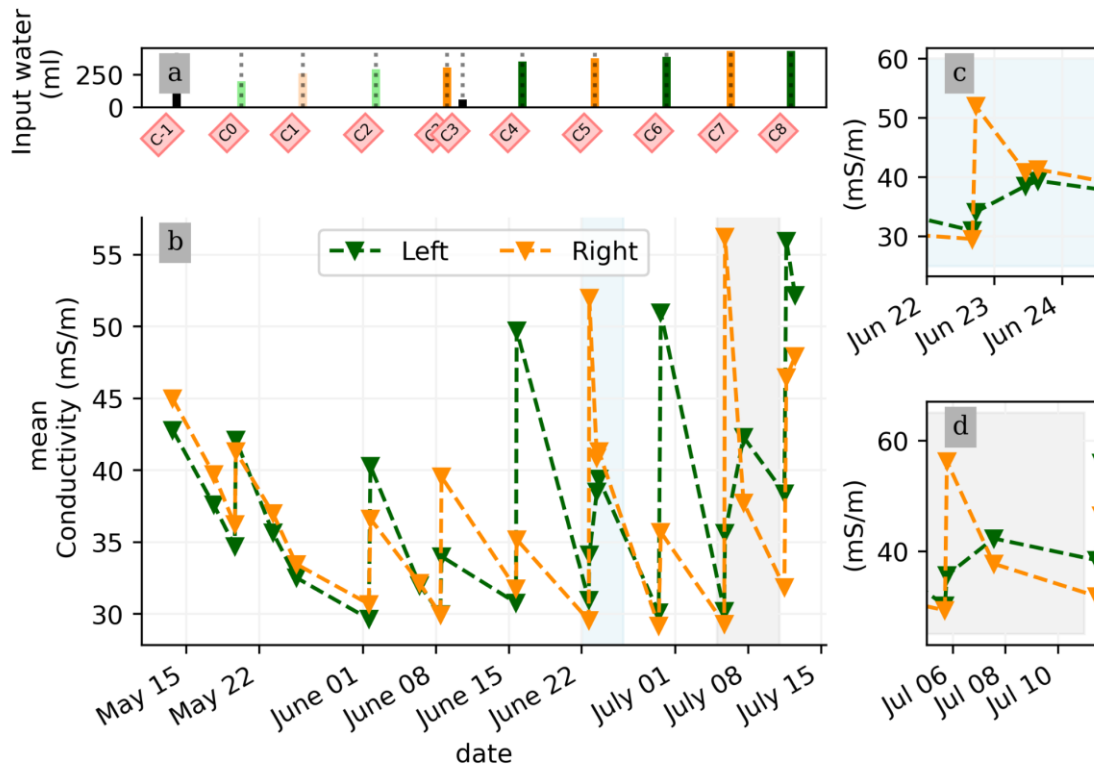 Input water
(ml)
250
0
a
C-1
C0
C1
C2
C3
C4
C5
C6
C7
C8
b
Left
Right
mean
Conductivity (mS/m)
55
50
45
40
35
30
May 15
May 22
June 01
June 08
June 15
June 22
July 01
July 08
July 15
date
c
(mS/m)
60
50
40
30
Jun 22
Jun 23
Jun 24
d
(mS/m)
60
40
Jul 06
Jul 08
Jul 10